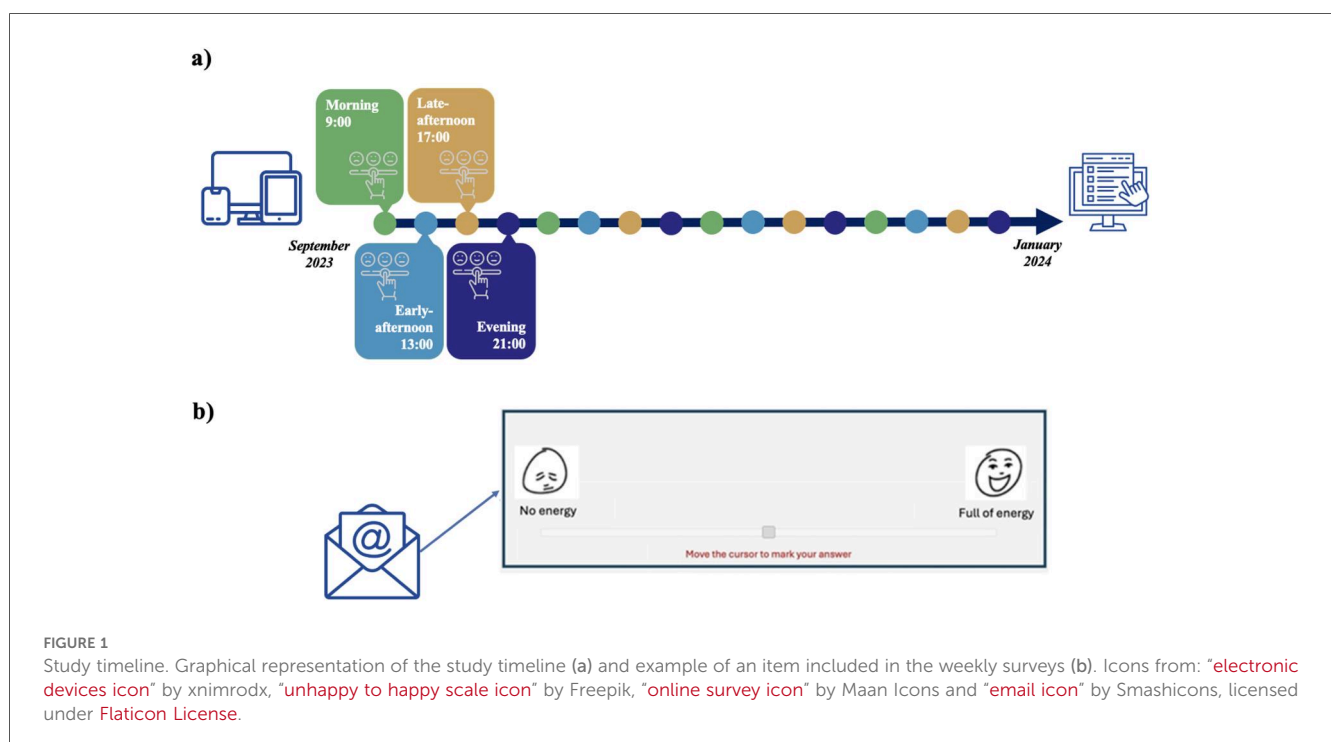 a)
Morning
9:00
Late-
afternoon
17:00
September
2023
January
2024
Early-
afternoon
13:00
Evening
21:00
b)
@
No energy
Full of energy
Move the cursor to mark your answer
FIGURE 1
Study timeline. Graphical representation of the study timeline (a) and example of an item included in the weekly surveys (b). Icons from: “electronic
devices icon” by xnimrodx, “unhappy to happy scale icon” by Freepik, “online survey icon” by Maan Icons and “email icon” by Smashicons, licensed
under Flaticon License.